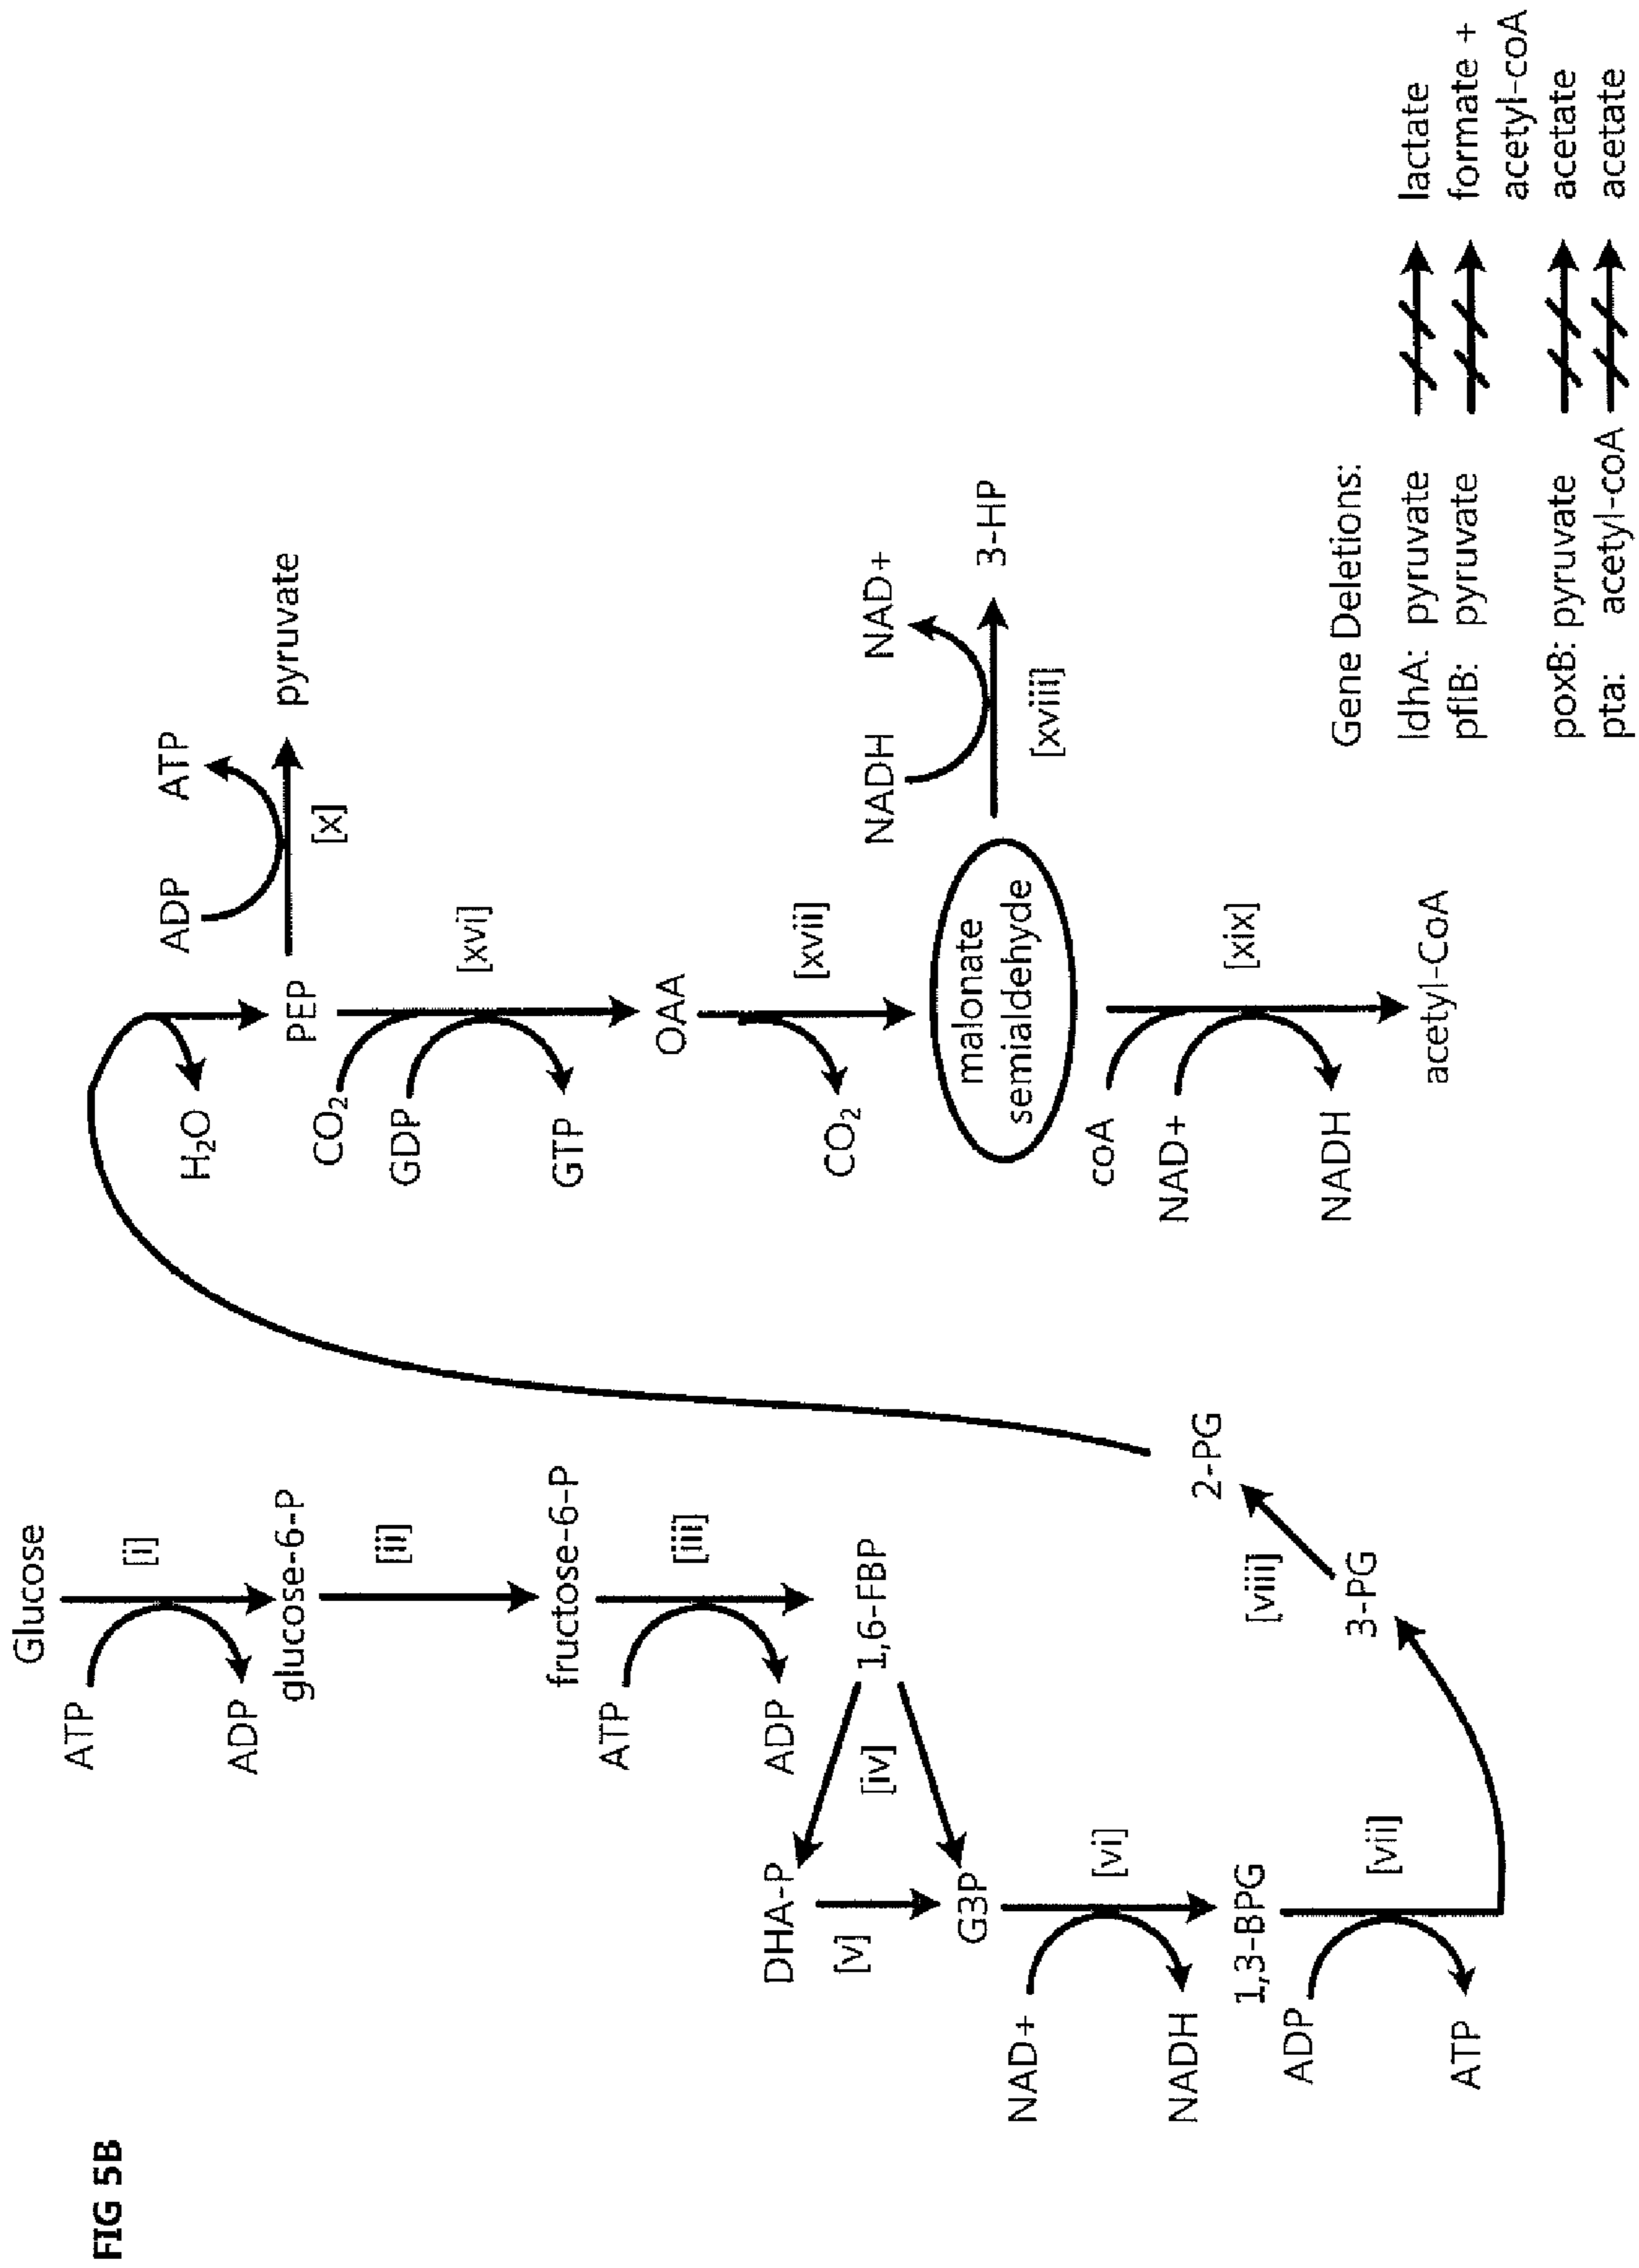 FIG 5B
Glucose
ATP
[i]
ADP
glucose-6-P
[ii]
fructose-6-P
ATP
[iii]
ADP
1,6-FBP
[iv]
DHA-P
[v]
G3P
NAD+
[vi]
NADH
1,3-BPG
ADP
[vii]
ATP
3-PG
[viii]
2-PG
H₂O
PEP
ADP
ATP
[x]
pyruvate
CO₂
GDP
[xvi]
GTP
OAA
[xvii]
CO₂
malonate
semialdehyde
NADH
NAD+
[xviii]
3-HP
coA
NAD+
[xix]
NADH
acetyl-CoA
Gene Deletions:
ldhA: pyruvate lactate
pflB: pyruvate formate +
acetyl-coA
poxB: pyruvate acetate
pta: acetyl-coA acetate